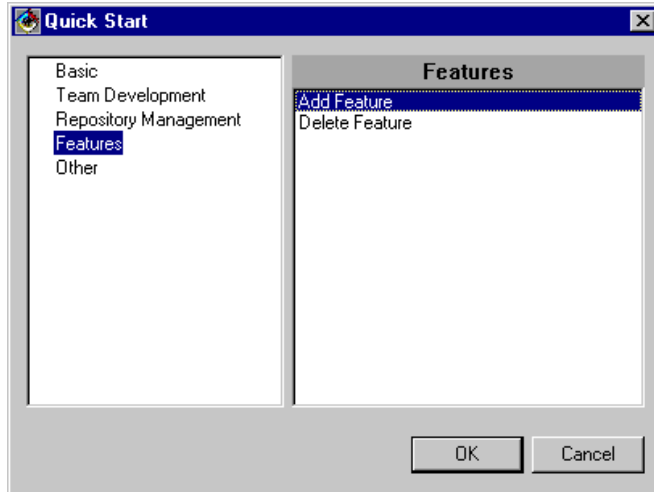 Quick Start
Basic
Team Development
Repository Management
Features
Other
Features
Add Feature
Delete Feature
OK
Cancel